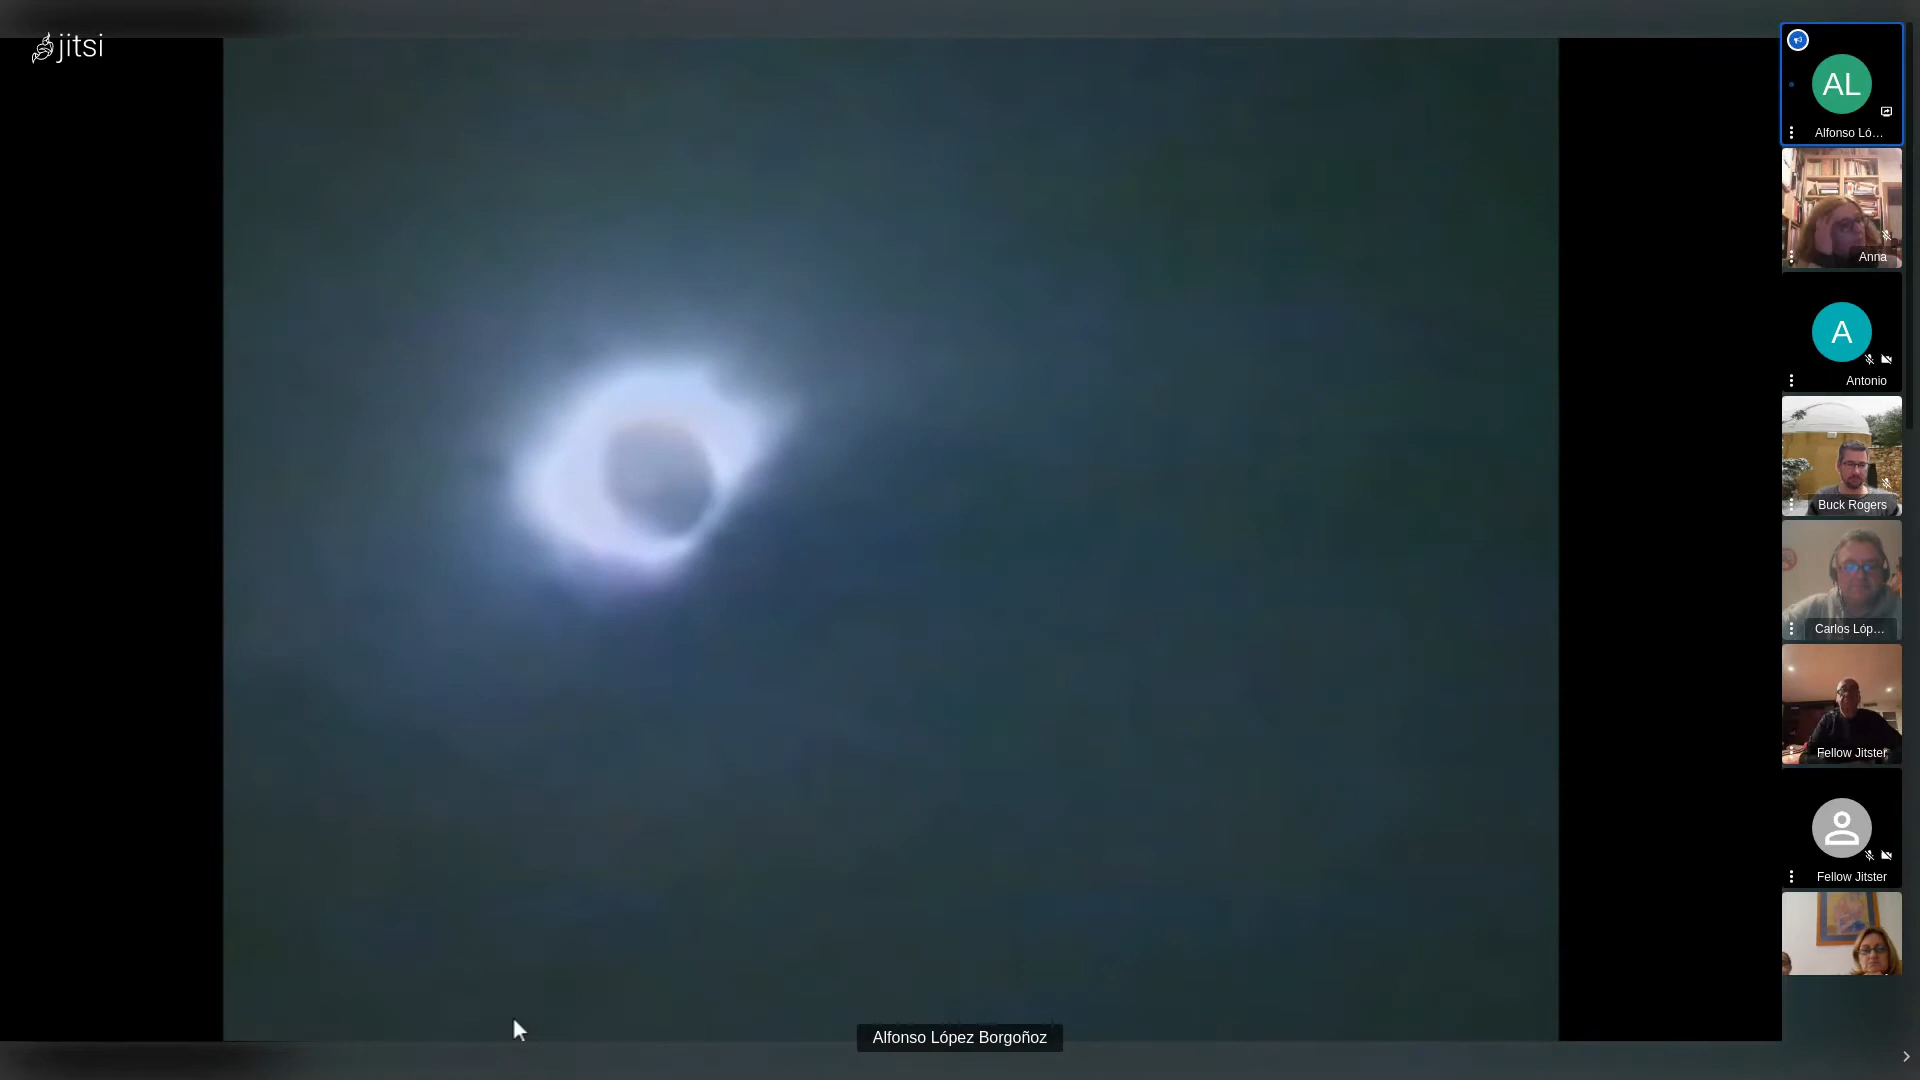 jitsi
AL
Alfonso Ló...
Anna
A
Antonio
Buck Rogers
Carlos Lóp...
Fellow Jitster
Fellow Jitster
Alfonso López Borgoñoz